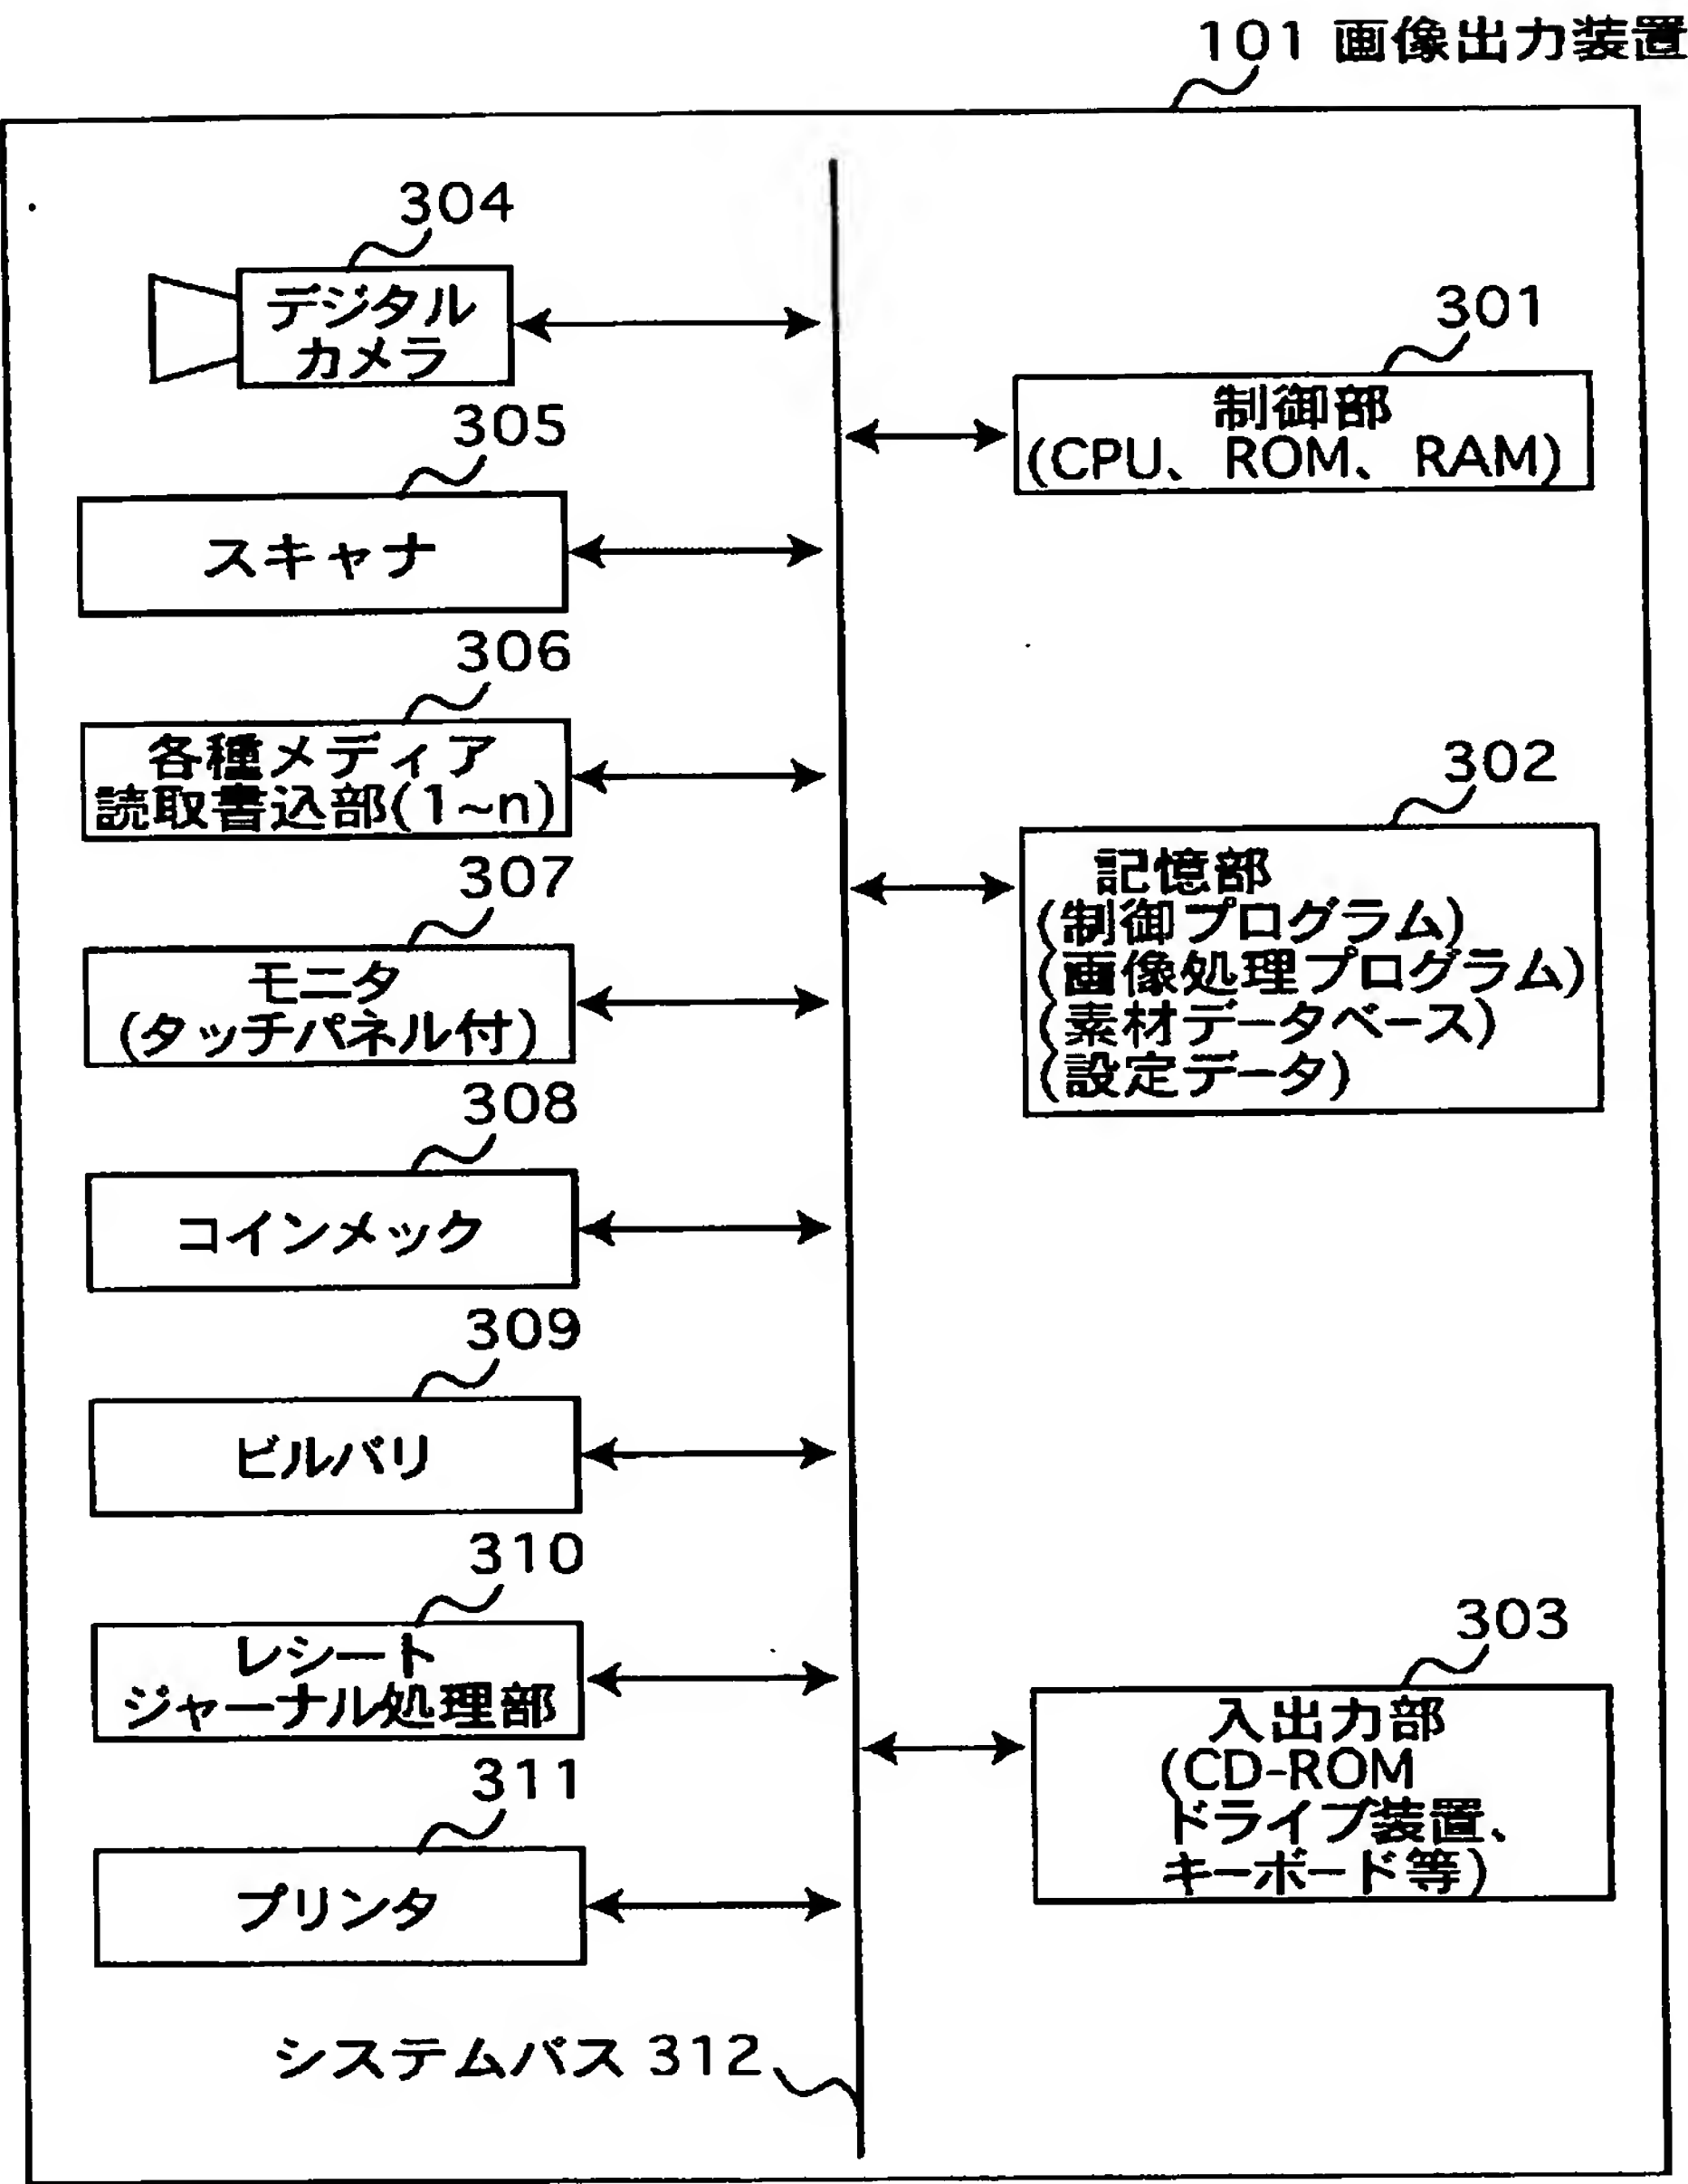 101 画像出力装置
304
デジタル
カメラ
301
制御部
(CPU、ROM、RAM)
305
スキャナ
306
各種メディア
読取書込部(1~n)
302
記憶部
(制御プログラム)
(画像処理プログラム)
(素材データベース)
(設定データ)
307
モニタ
(タッチパネル付)
308
コインメック
309
ビルバリ
310
レシート
ジャーナル処理部
303
入出力部
(CD-ROM
ドライブ装置、
キーボード等)
311
プリンタ
システムバス 312